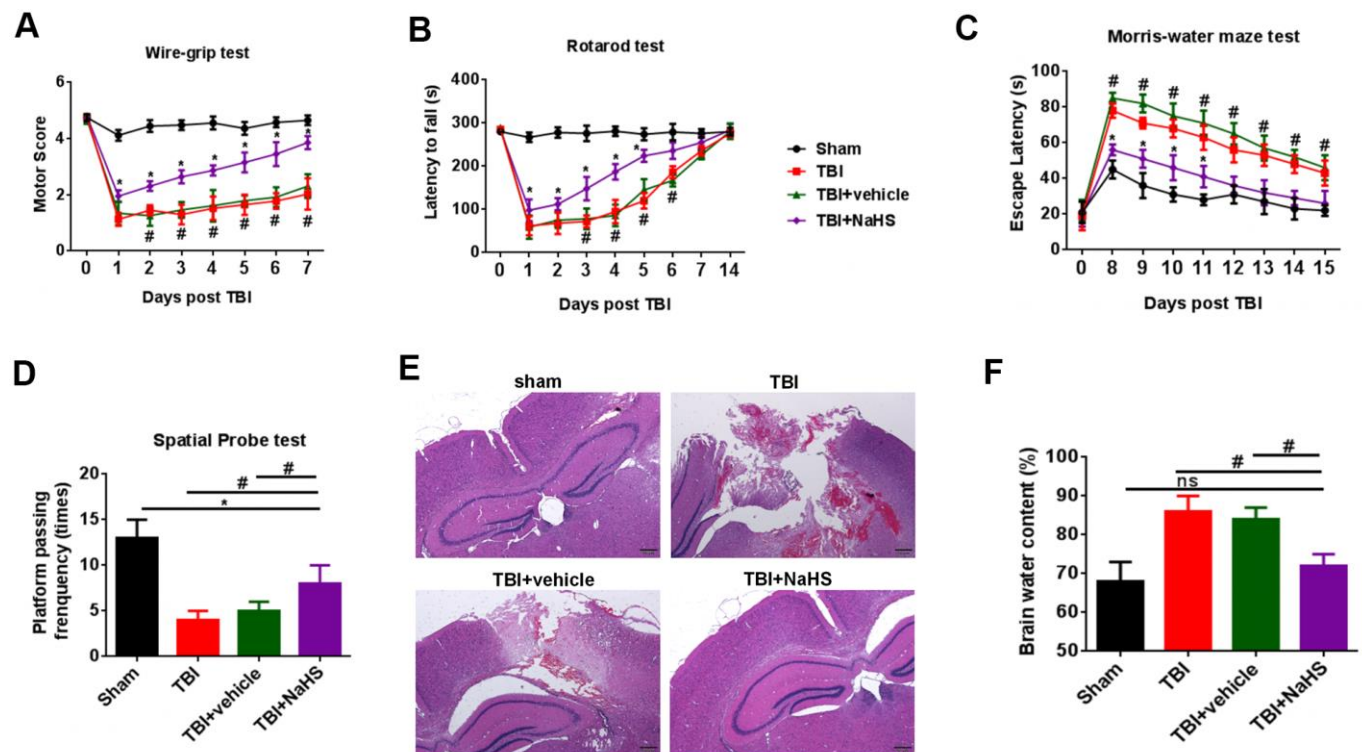 A
Wire-grip test
Motor Score
6
4
2
0
* * * * * * *
# # # # # #
0 1 2 3 4 5 6 7
Days post TBI
B
Rotarod test
Latency to fall (s)
400
300
200
100
0
* * * * *
# # # #
0 1 2 3 4 5 6 7 14
Days post TBI
Sham
TBI
TBI+vehicle
TBI+NaHS
C
Morris-water maze test
Escape Latency (s)
100
80
60
40
20
0
# # # # # # # #
* * * *
0 8 9 10 11 12 13 14 15
Days post TBI
D
Spatial Probe test
Platform passing
frenquency (times)
20
15
10
5
0
#
#
*
Sham
TBI
TBI+vehicle
TBI+NaHS
E
sham
TBI
TBI+vehicle
TBI+NaHS
F
Brain water content (%)
100
90
80
70
60
50
#
#
ns
Sham
TBI
TBI+vehicle
TBI+NaHS